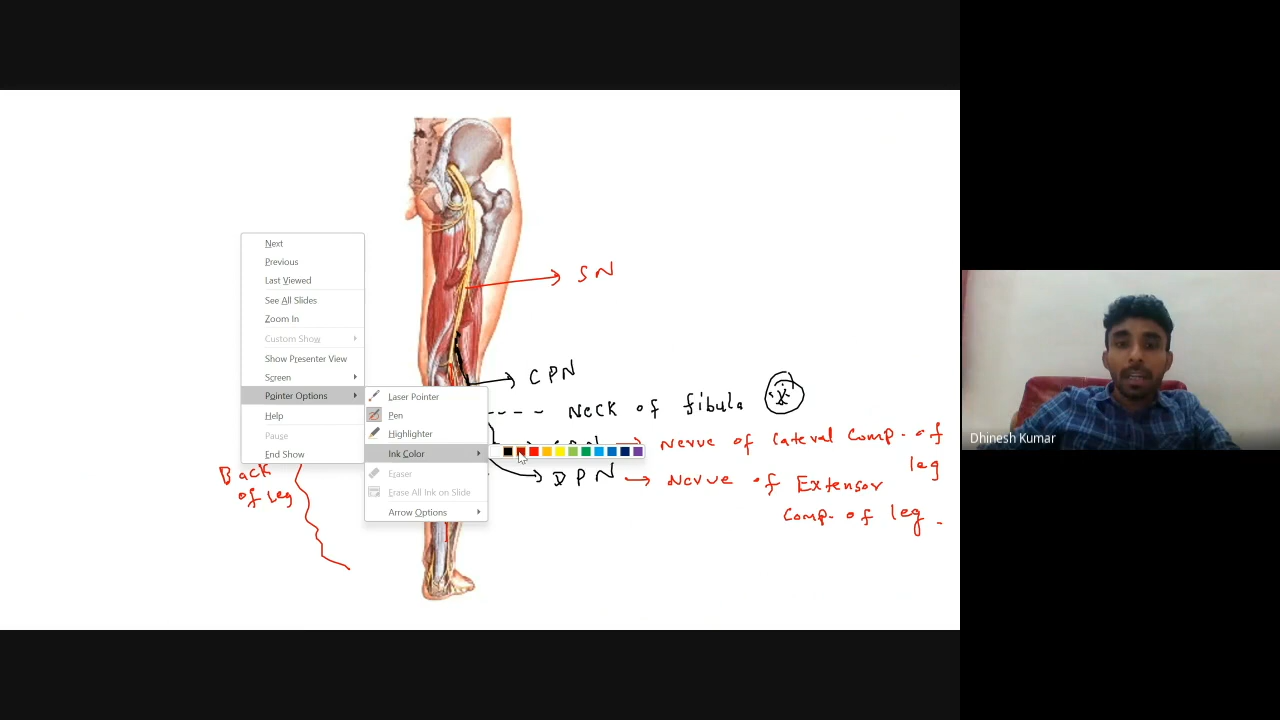 SN
CPN
Neck of fibula
Nerve of lateral Comp. of
leg
DPN → Nerve of Extensor
Comp. of leg.
Back
of leg
Next
Previous
Last Viewed
See All Slides
Zoom In
Custom Show
Show Presenter View
Screen
Pointer Options
Help
Pause
End Show
Laser Pointer
Pen
Highlighter
Ink Color
Eraser
Erase All Ink on Slide
Arrow Options
Dhinesh Kumar